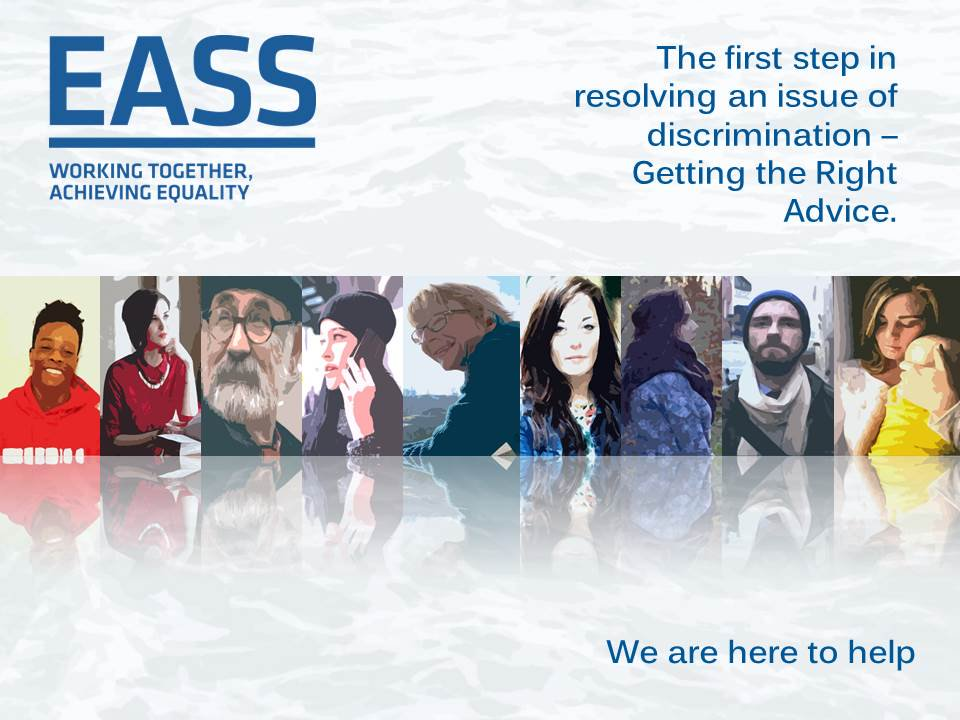 EASS
WORKING TOGETHER,
ACHIEVING EQUALITY
The first step in
resolving an issue of
discrimination –
Getting the Right
Advice.
We are here to help